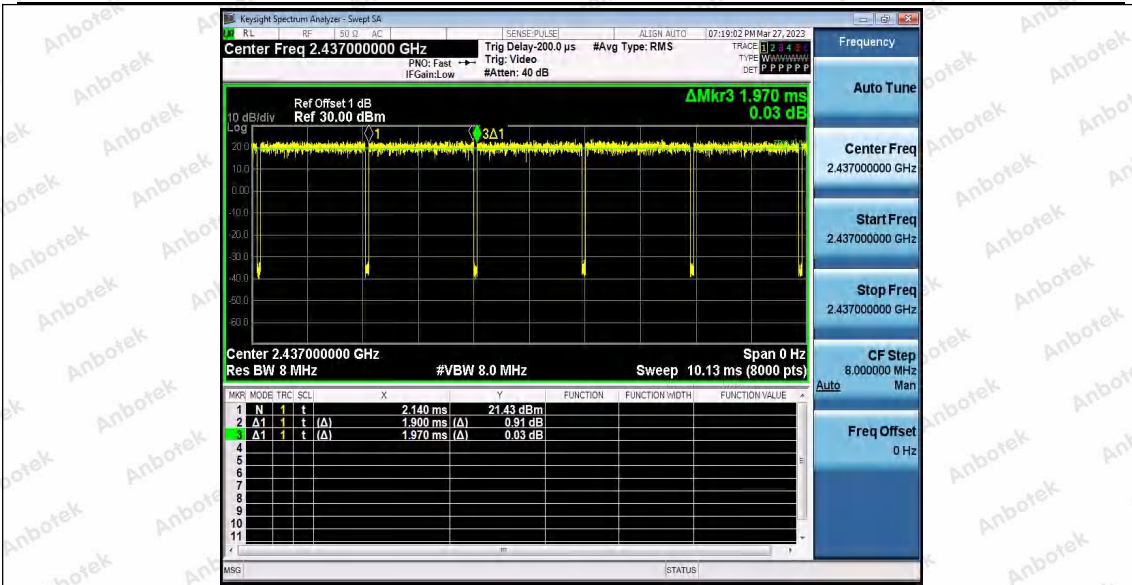 Keysight Spectrum Analyzer - Swept SA
RL RF 50 Ω AC SENSE:PULSE ALIGN AUTO 07:19:02 PM Mar 27, 2023
Center Freq 2.437000000 GHz
PNO: Fast
IFGain:Low
Trig Delay-200.0 µs
Trig: Video
#Atten: 40 dB
#Avg Type: RMS
TRACE 1 2 3 4 5 6
TYPE WWWWWW
DET P P P P P P
Frequency
Auto Tune
Center Freq
2.437000000 GHz
Start Freq
2.437000000 GHz
Stop Freq
2.437000000 GHz
CF Step
8.000000 MHz
Auto Man
Freq Offset
0 Hz
ΔMkr3 1.970 ms
0.03 dB
Ref Offset 1 dB
10 dB/div Ref 30.00 dBm
Log
1 3Δ1
20.0
10.0
0.00
-10.0
-20.0
-30.0
-40.0
-50.0
-60.0
Center 2.437000000 GHz Span 0 Hz
Res BW 8 MHz #VBW 8.0 MHz Sweep 10.13 ms (8000 pts)
MKR MODE TRC SCL X Y FUNCTION FUNCTION WIDTH FUNCTION VALUE
1 N 1 t 2.140 ms 21.43 dBm
2 Δ1 1 t (Δ) 1.900 ms (Δ) 0.91 dB
3 Δ1 1 t (Δ) 1.970 ms (Δ) 0.03 dB
4
5
6
7
8
9
10
11
MSG STATUS
Anbotek